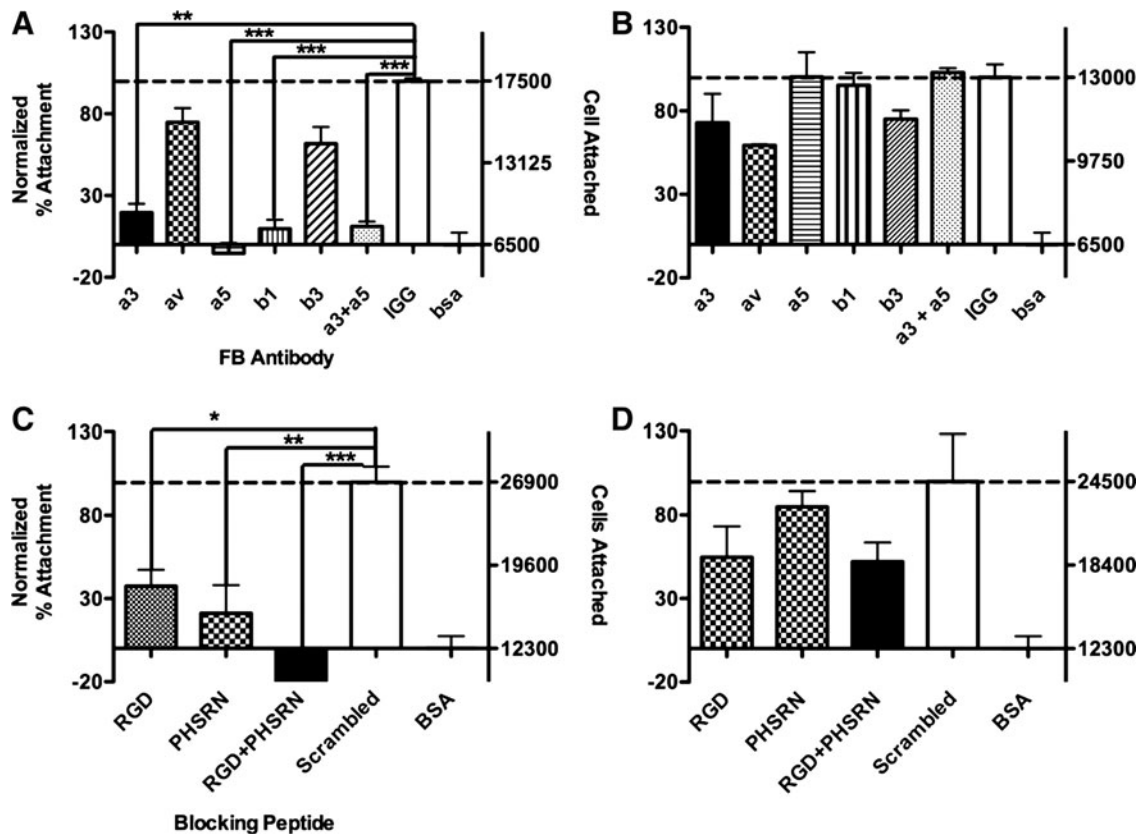 A
**
***
***
***
130
80
30
-20
Normalized
% Attachment
17500
13125
6500
a3
av
a5
b1
b3
a3+a5
IGG
bsa
FB Antibody
B
130
80
30
-20
Cell Attached
13000
9750
6500
a3
av
a5
b1
b3
a3 + a5
IGG
bsa
C
*
**
***
130
80
30
-20
Normalized
% Attachment
26900
19600
12300
RGD
PHSRN
RGD+PHSRN
Scrambled
BSA
Blocking Peptide
D
130
80
30
-20
Cells Attached
24500
18400
12300
RGD
PHSRN
RGD+PHSRN
Scrambled
BSA